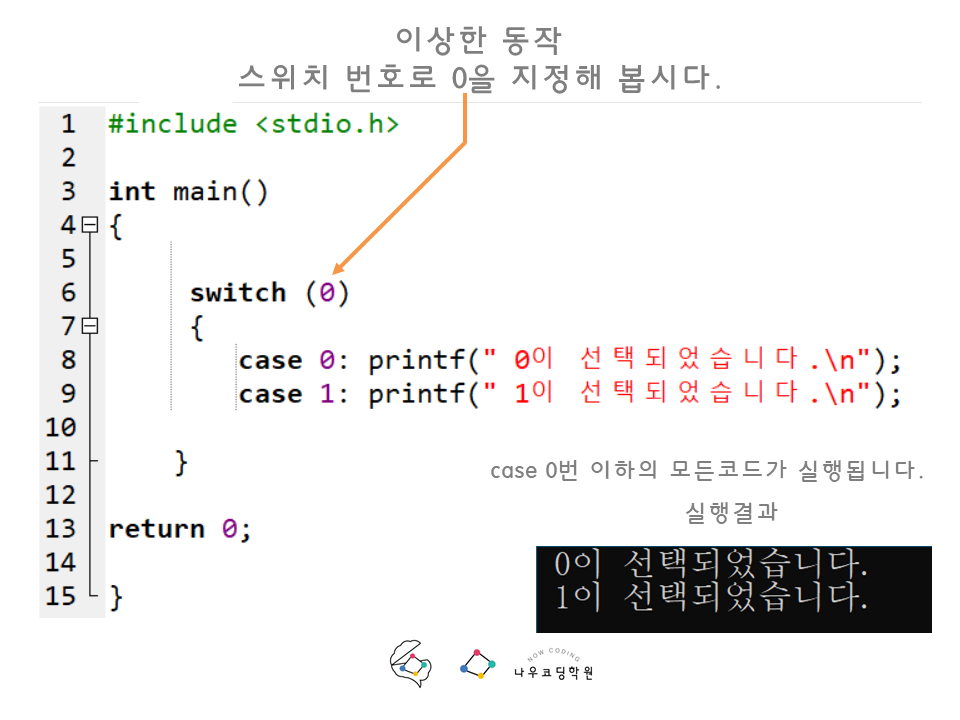 이상한 동작
스위치 번호로 0을 지정해 봅시다.
1 #include <stdio.h>
2
3 int main()
4 {
5
6 switch (0)
7 {
8 case 0: printf(" 0이 선택되었습니다.\n");
9 case 1: printf(" 1이 선택되었습니다.\n");
10
11 }
12
13 return 0;
14
15 }
case 0번 이하의 모든코드가 실행됩니다.
실행결과
0이 선택되었습니다.
1이 선택되었습니다.
NOW CODING
나우코딩학원